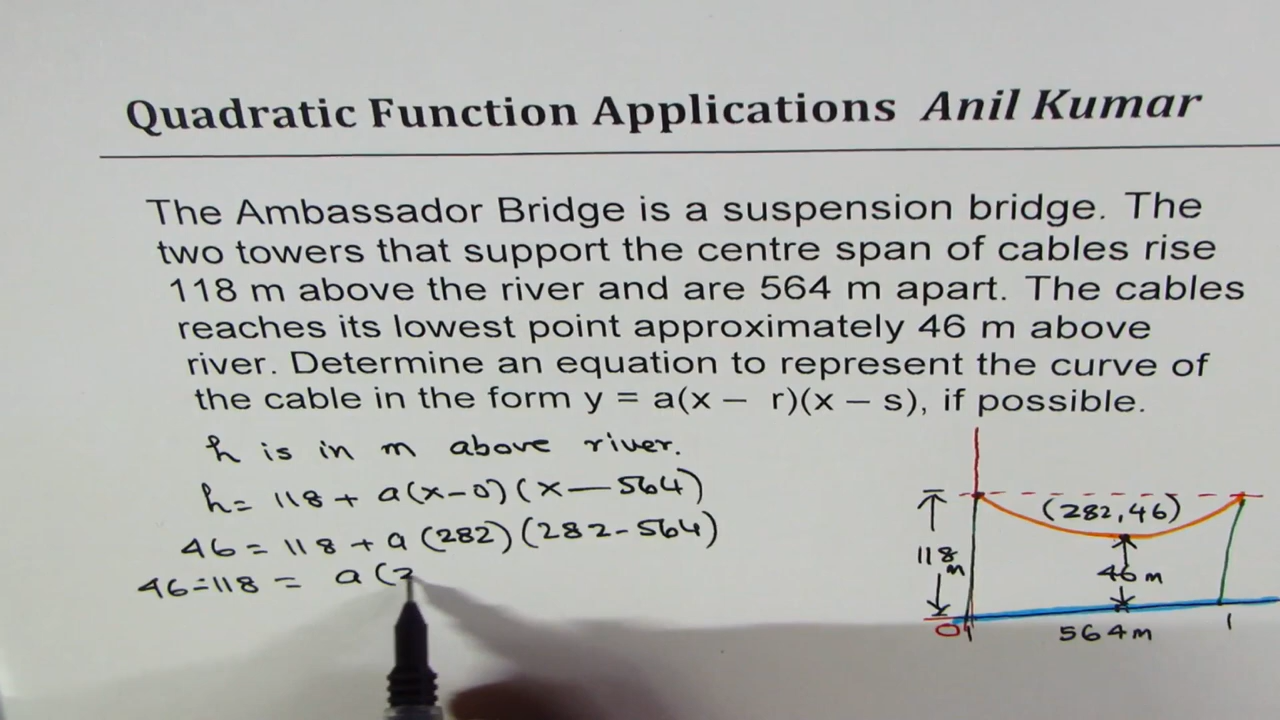 Quadratic Function Applications Anil Kumar
The Ambassador Bridge is a suspension bridge. The
two towers that support the centre span of cables rise
118 m above the river and are 564 m apart. The cables
reaches its lowest point approximately 46 m above
river. Determine an equation to represent the curve of
the cable in the form y = a(x – r)(x – s), if possible.
h is in m above river.
h = 118 + a(x-0)(x-564)
46 = 118 + a(282)(282-564)
46-118 = a(2
(282,46)
118
m
46 m
0
564m